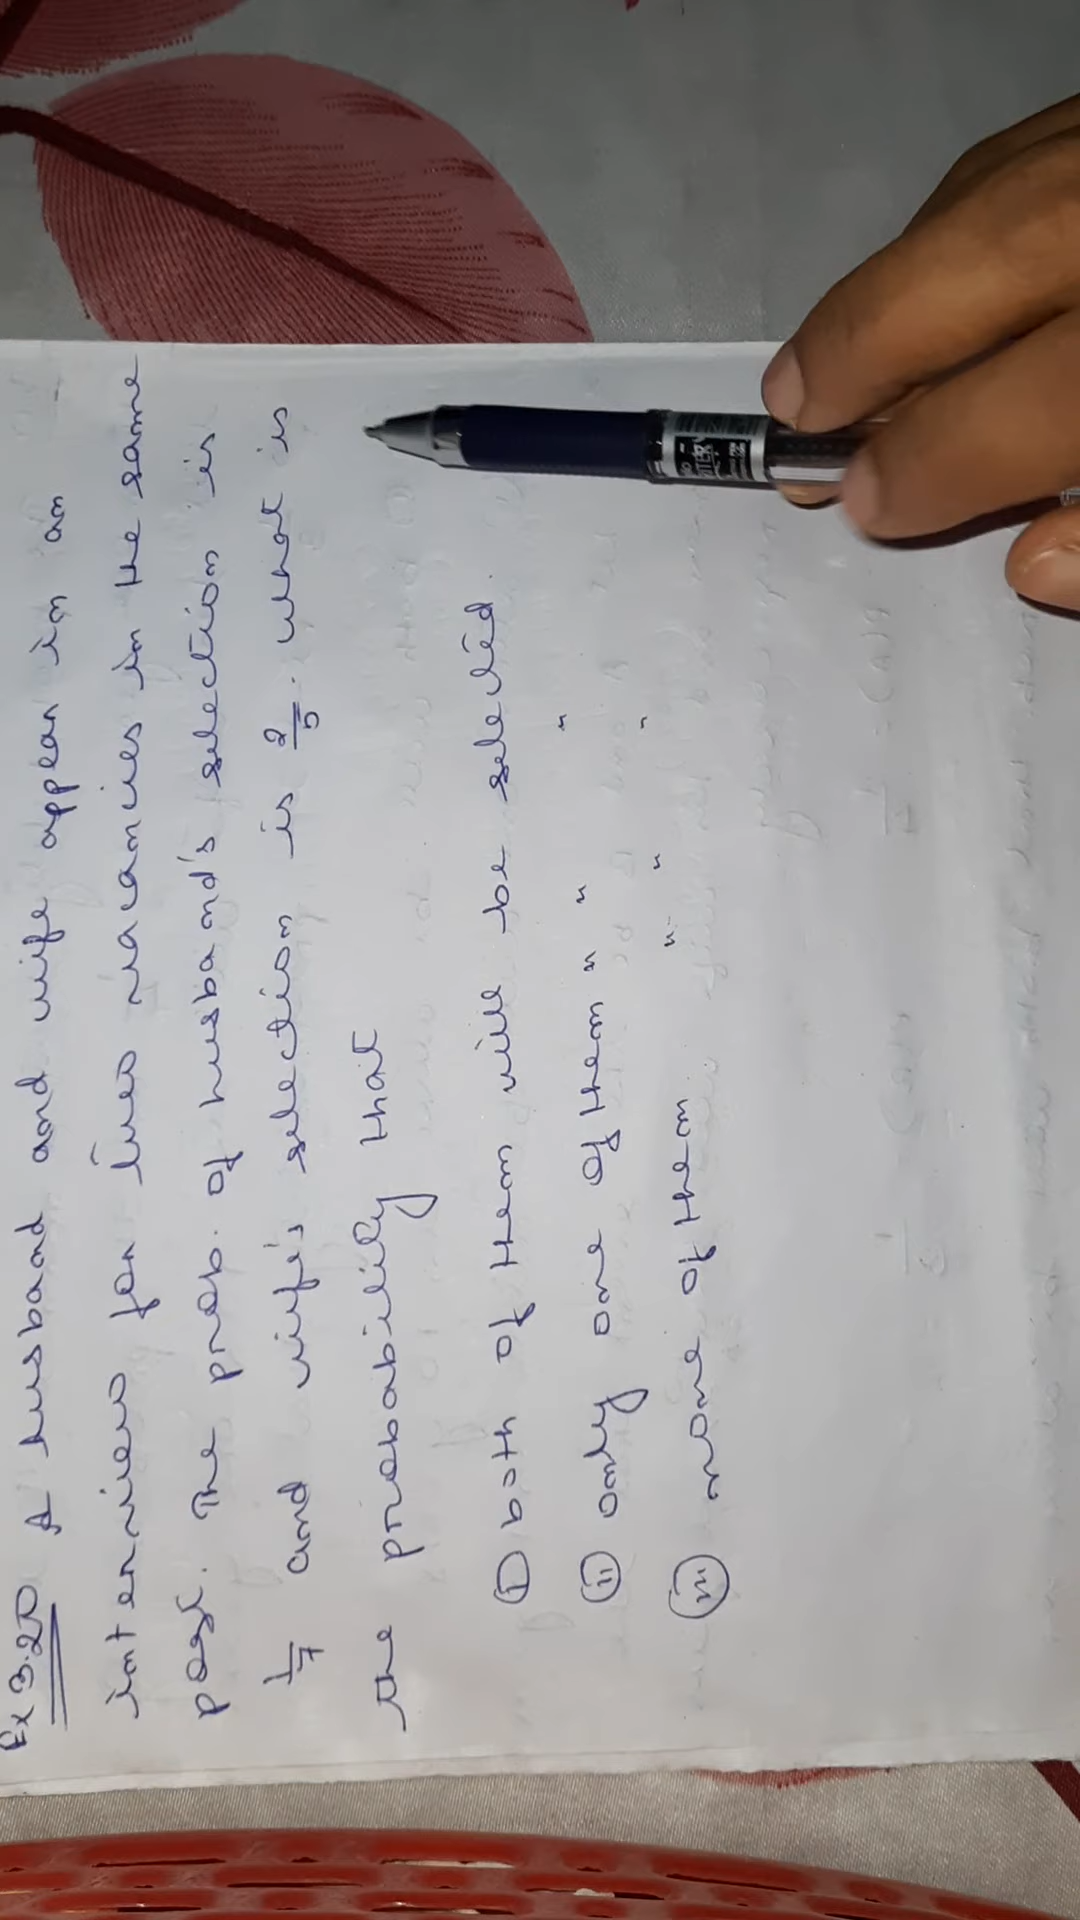 Ex 3.20 A husband and wife appear in an
interview for two vacancies in the same
post. The prob. of husband's selection is
1/7 and wife's selection is 2/5. what is
the probability that
(i) both of them will be selected.
(ii) only one of them " " "
(iii) none of them " " "